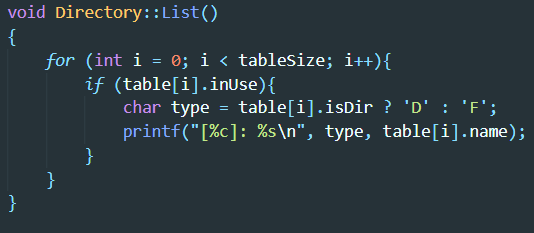 void Directory::List()
{
    for (int i = 0; i < tableSize; i++){
        if (table[i].inUse){
            char type = table[i].isDir ? 'D' : 'F';
            printf("[%c]: %s\n", type, table[i].name);
        }
    }
}